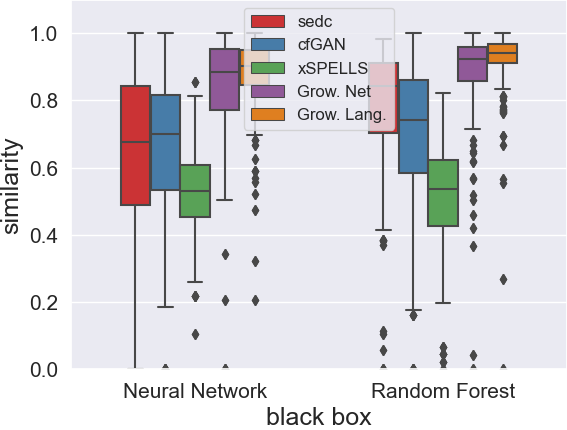 similarity
1.0
0.8
0.6
0.4
0.2
0.0
sedc
cfGAN
xSPELLS
Grow. Net
Grow. Lang.
Neural Network
Random Forest
black box